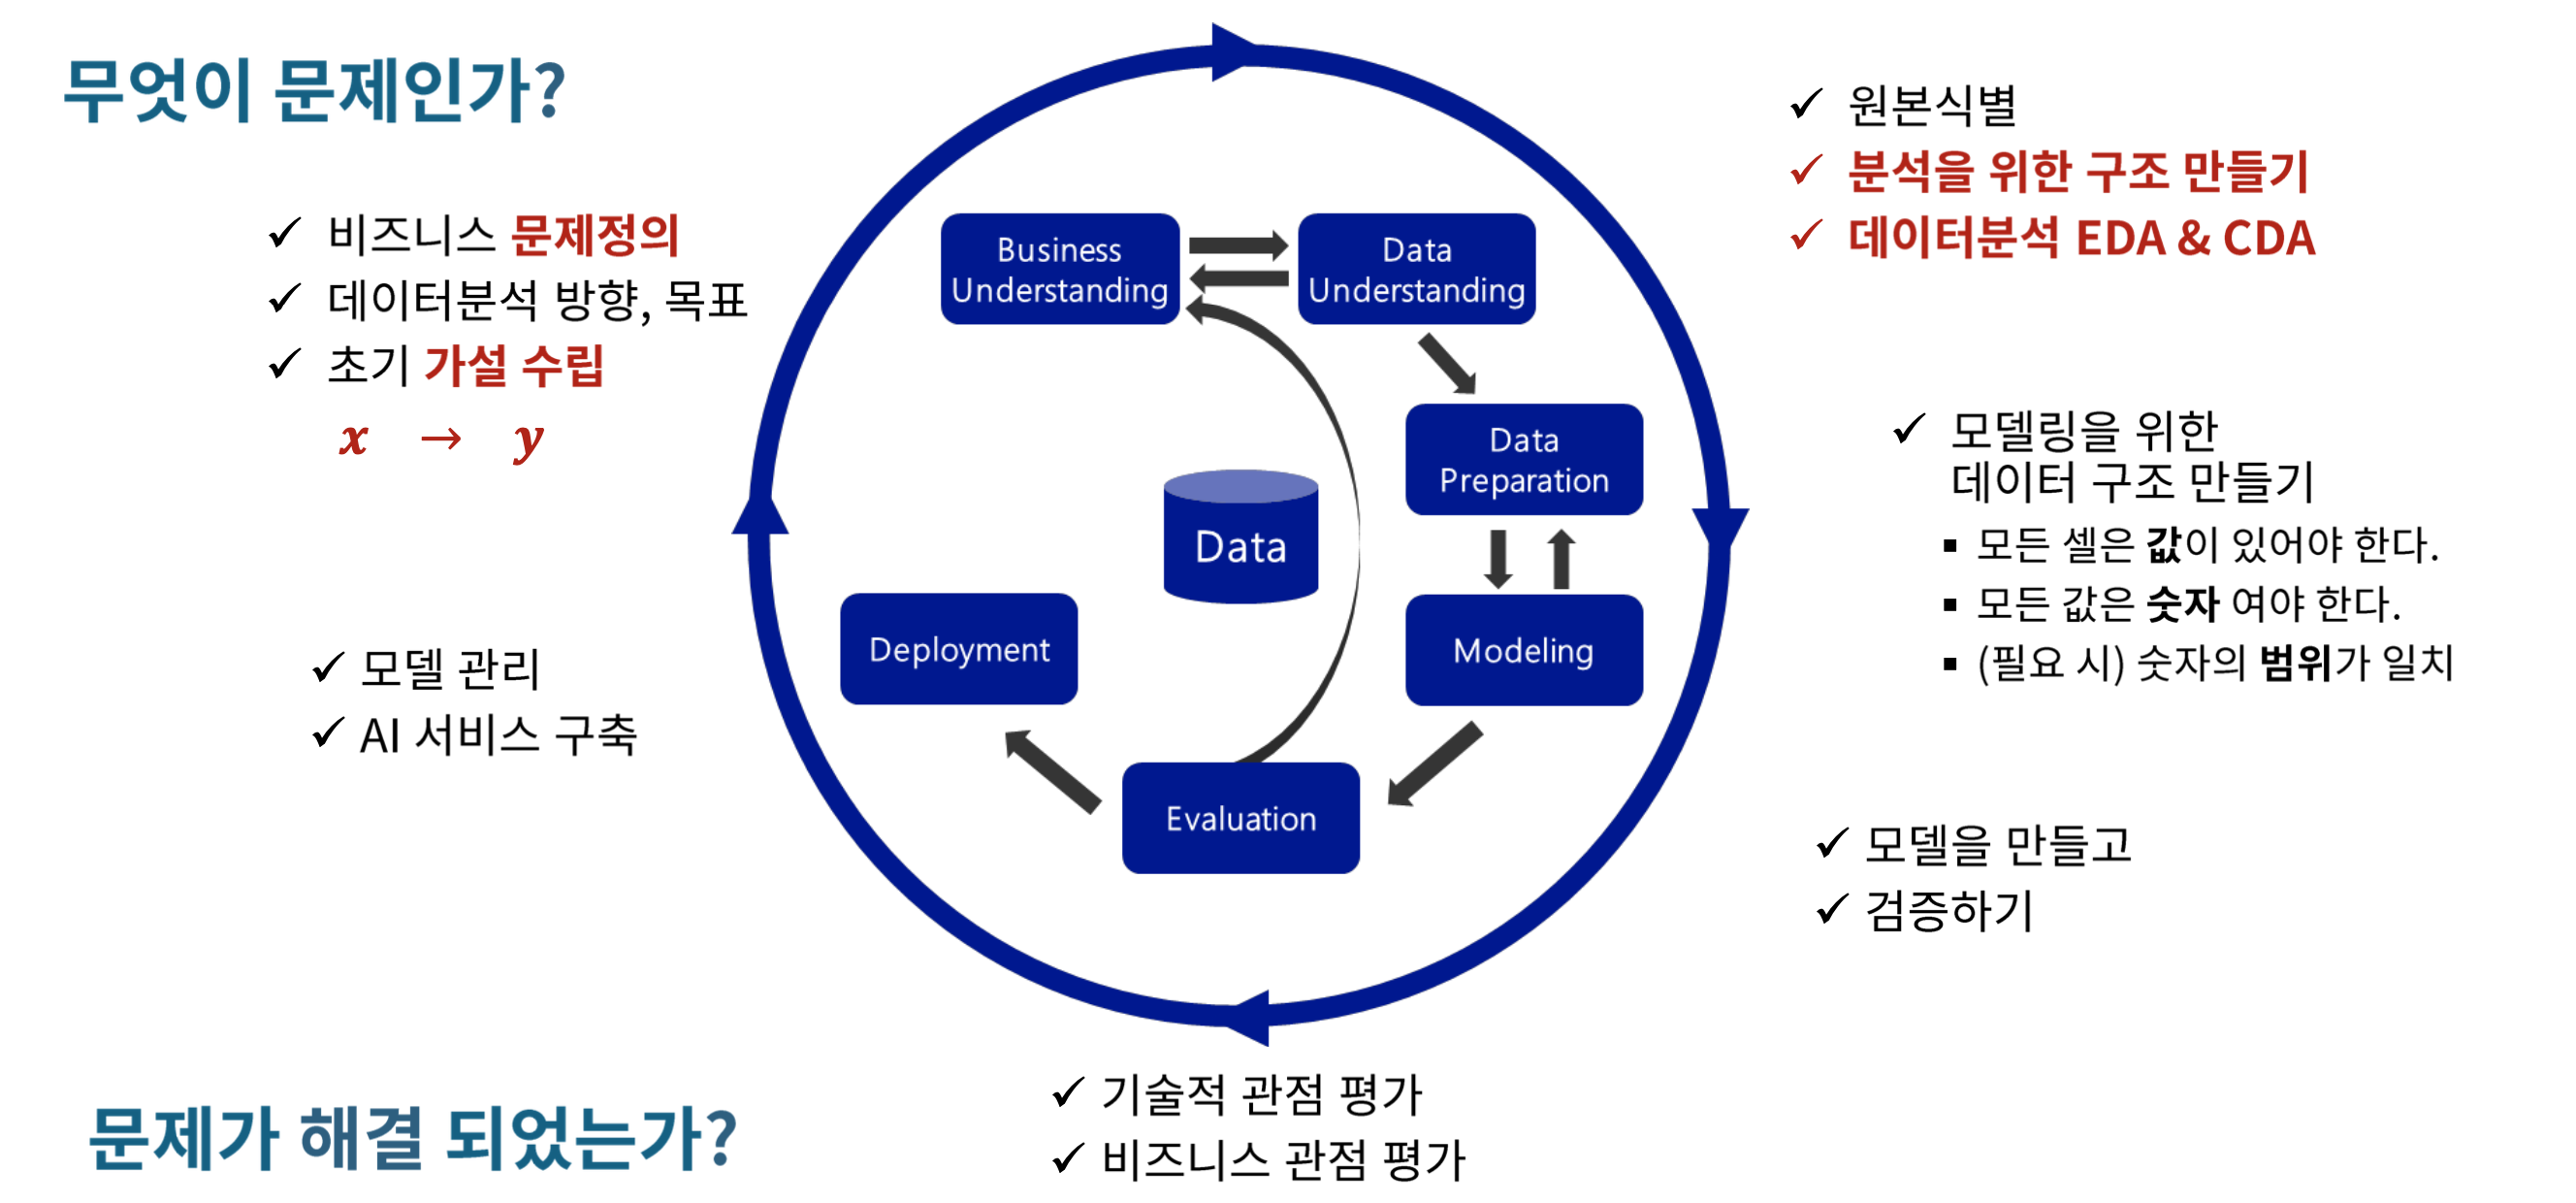 무엇이 문제인가?
✓ 비즈니스 문제정의
✓ 데이터분석 방향, 목표
✓ 초기 가설 수립
x → y
Business
Understanding
Data
Understanding
✓ 원본식별
✓ 분석을 위한 구조 만들기
✓ 데이터분석 EDA & CDA
Data
Preparation
✓ 모델링을 위한
데이터 구조 만들기
▪ 모든 셀은 값이 있어야 한다.
▪ 모든 값은 숫자 여야 한다.
▪ (필요 시) 숫자의 범위가 일치
Data
Modeling
✓ 모델을 만들고
✓ 검증하기
Evaluation
✓ 기술적 관점 평가
✓ 비즈니스 관점 평가
Deployment
✓ 모델 관리
✓ AI 서비스 구축
문제가 해결 되었는가?